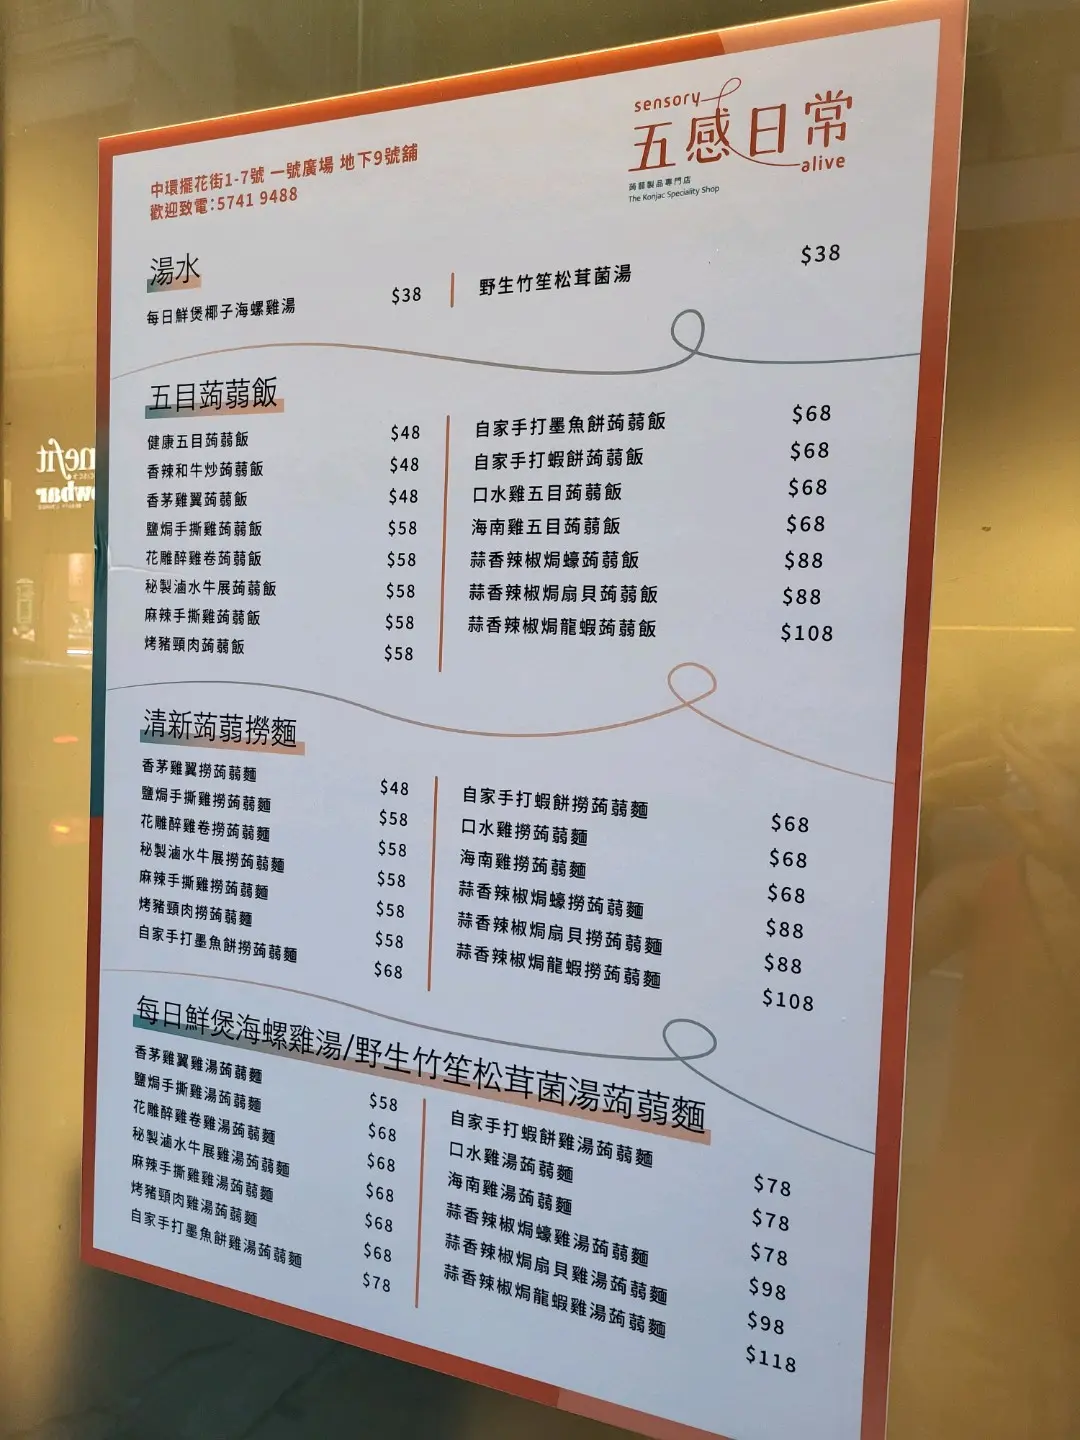 sensory
五感日常
alive
蒟蒻製品專門店
The Konjac Speciality Shop
中環擺花街1-7號 一號廣場 地下9號舖
歡迎致電:5741 9488
湯水
每日鮮煲椰子海螺雞湯 $38
野生竹笙松茸菌湯 $38
五目蒟蒻飯
健康五目蒟蒻飯 $48
香辣和牛炒蒟蒻飯 $48
香茅雞翼蒟蒻飯 $48
鹽焗手撕雞蒟蒻飯 $58
花雕醉雞卷蒟蒻飯 $58
秘製滷水牛展蒟蒻飯 $58
麻辣手撕雞蒟蒻飯 $58
烤豬頸肉蒟蒻飯 $58
自家手打墨魚餅蒟蒻飯 $68
自家手打蝦餅蒟蒻飯 $68
口水雞五目蒟蒻飯 $68
海南雞五目蒟蒻飯 $68
蒜香辣椒焗蠔蒟蒻飯 $88
蒜香辣椒焗扇貝蒟蒻飯 $88
蒜香辣椒焗龍蝦蒟蒻飯 $108
清新蒟蒻撈麵
香茅雞翼撈蒟蒻麵 $48
鹽焗手撕雞撈蒟蒻麵 $58
花雕醉雞卷撈蒟蒻麵 $58
秘製滷水牛展撈蒟蒻麵 $58
麻辣手撕雞撈蒟蒻麵 $58
烤豬頸肉撈蒟蒻麵 $58
自家手打墨魚餅撈蒟蒻麵 $68
自家手打蝦餅撈蒟蒻麵 $68
口水雞撈蒟蒻麵 $68
海南雞撈蒟蒻麵 $68
蒜香辣椒焗蠔撈蒟蒻麵 $88
蒜香辣椒焗扇貝撈蒟蒻麵 $88
蒜香辣椒焗龍蝦撈蒟蒻麵 $108
每日鮮煲海螺雞湯/野生竹笙松茸菌湯蒟蒻麵
香茅雞翼雞湯蒟蒻麵 $58
鹽焗手撕雞湯蒟蒻麵 $68
花雕醉雞卷雞湯蒟蒻麵 $68
秘製滷水牛展雞湯蒟蒻麵 $68
麻辣手撕雞雞湯蒟蒻麵 $68
烤豬頸肉雞湯蒟蒻麵 $68
自家手打墨魚餅雞湯蒟蒻麵 $78
自家手打蝦餅雞湯蒟蒻麵 $78
口水雞湯蒟蒻麵 $78
海南雞湯蒟蒻麵 $78
蒜香辣椒焗蠔雞湯蒟蒻麵 $98
蒜香辣椒焗扇貝雞湯蒟蒻麵 $98
蒜香辣椒焗龍蝦雞湯蒟蒻麵 $118